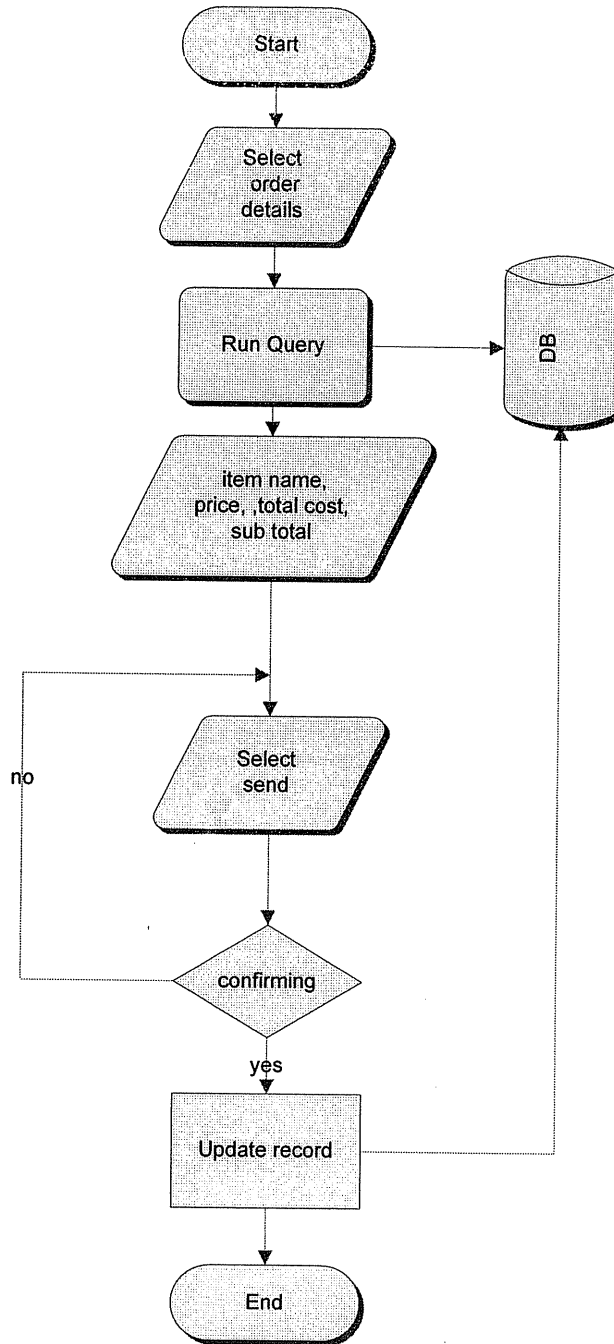 Start
Select
order
details
Run Query
DB
item name,
price, ,total cost,
sub total
Select
send
no
confirming
yes
Update record
End